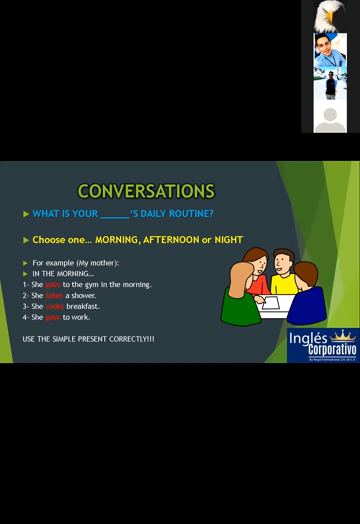 CONVERSATIONS
WHAT IS YOUR _____'S DAILY ROUTINE?
Choose one... MORNING, AFTERNOON or NIGHT
For example (My mother):
IN THE MORNING...
1- She goes to the gym in the morning.
2- She takes a shower.
3- She cooks breakfast.
4- She goes to work.
USE THE SIMPLE PRESENT CORRECTLY!!!
Inglés
Corporativo